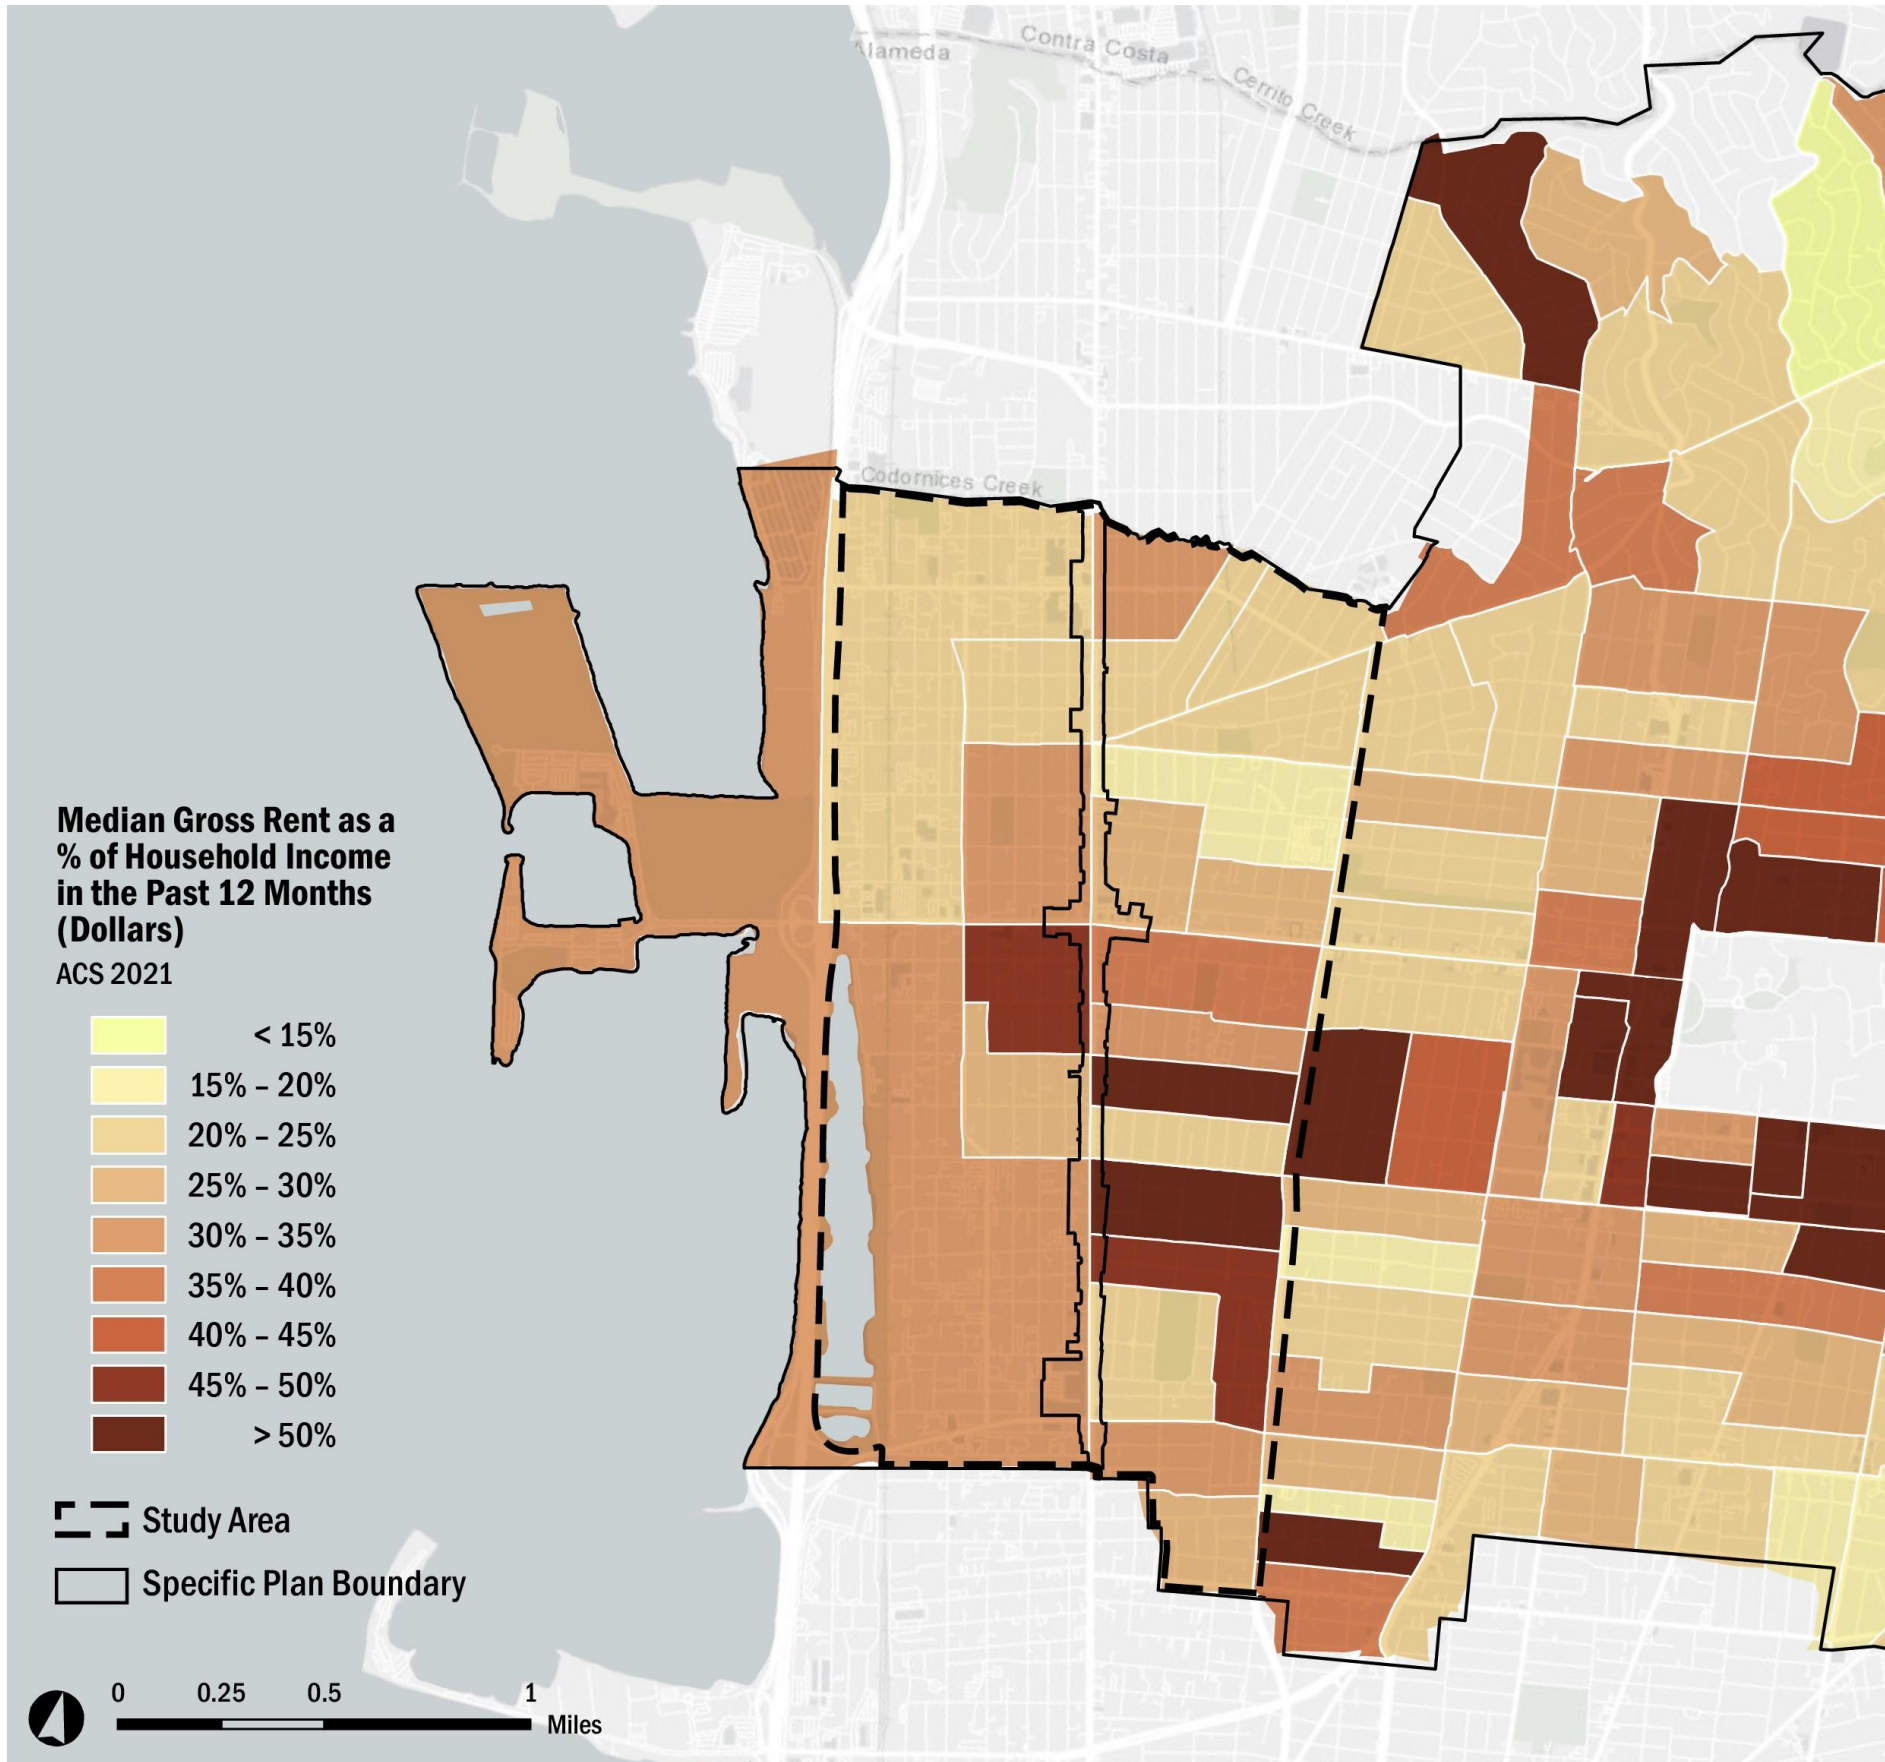 Contra Costa
Alameda
Cerrito Creek
Codornices Creek
Median Gross Rent as a
% of Household Income
in the Past 12 Months
(Dollars)
ACS 2021
< 15%
15% – 20%
20% – 25%
25% – 30%
30% – 35%
35% – 40%
40% – 45%
45% – 50%
> 50%
Study Area
Specific Plan Boundary
0 0.25 0.5 1
Miles